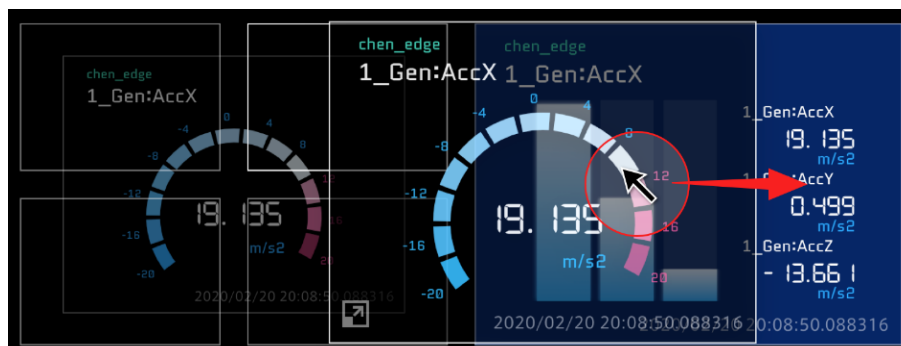 chen_edge
1_Gen:AccX
-20
-16
-12
-8
-4
0
4
8
12
16
20
19.135
m/s2
2020/02/20 20:08:50.088316
chen_edge
1_Gen:AccX
-20
-16
-12
-8
-4
0
4
8
12
16
20
19.135
m/s2
2020/02/20 20:08:50.088316
chen_edge
1_Gen:AccX
1_Gen:AccX
19.135
m/s2
1_Gen:AccY
0.499
m/s2
1_Gen:AccZ
-13.661
m/s2
20:08:50.088316